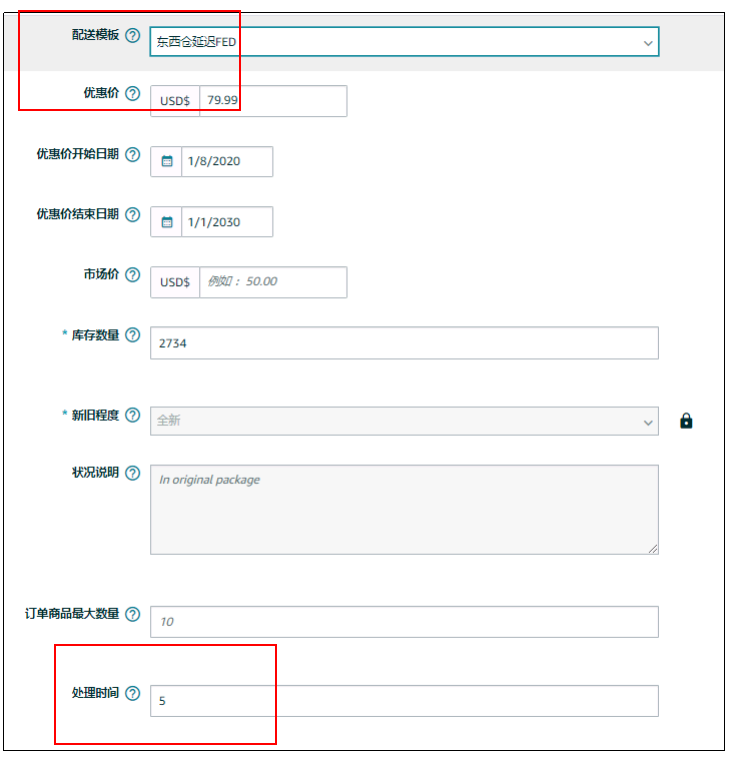 配送模板 ?
东西仓延迟FED
优惠价 ?
USD$ 79.99
优惠价开始日期 ?
1/8/2020
优惠价结束日期 ?
1/1/2030
市场价 ?
USD$ 例如： 50.00
* 库存数量 ?
2734
* 新旧程度 ?
全新
状况说明 ?
In original package
订单商品最大数量 ?
10
处理时间 ?
5